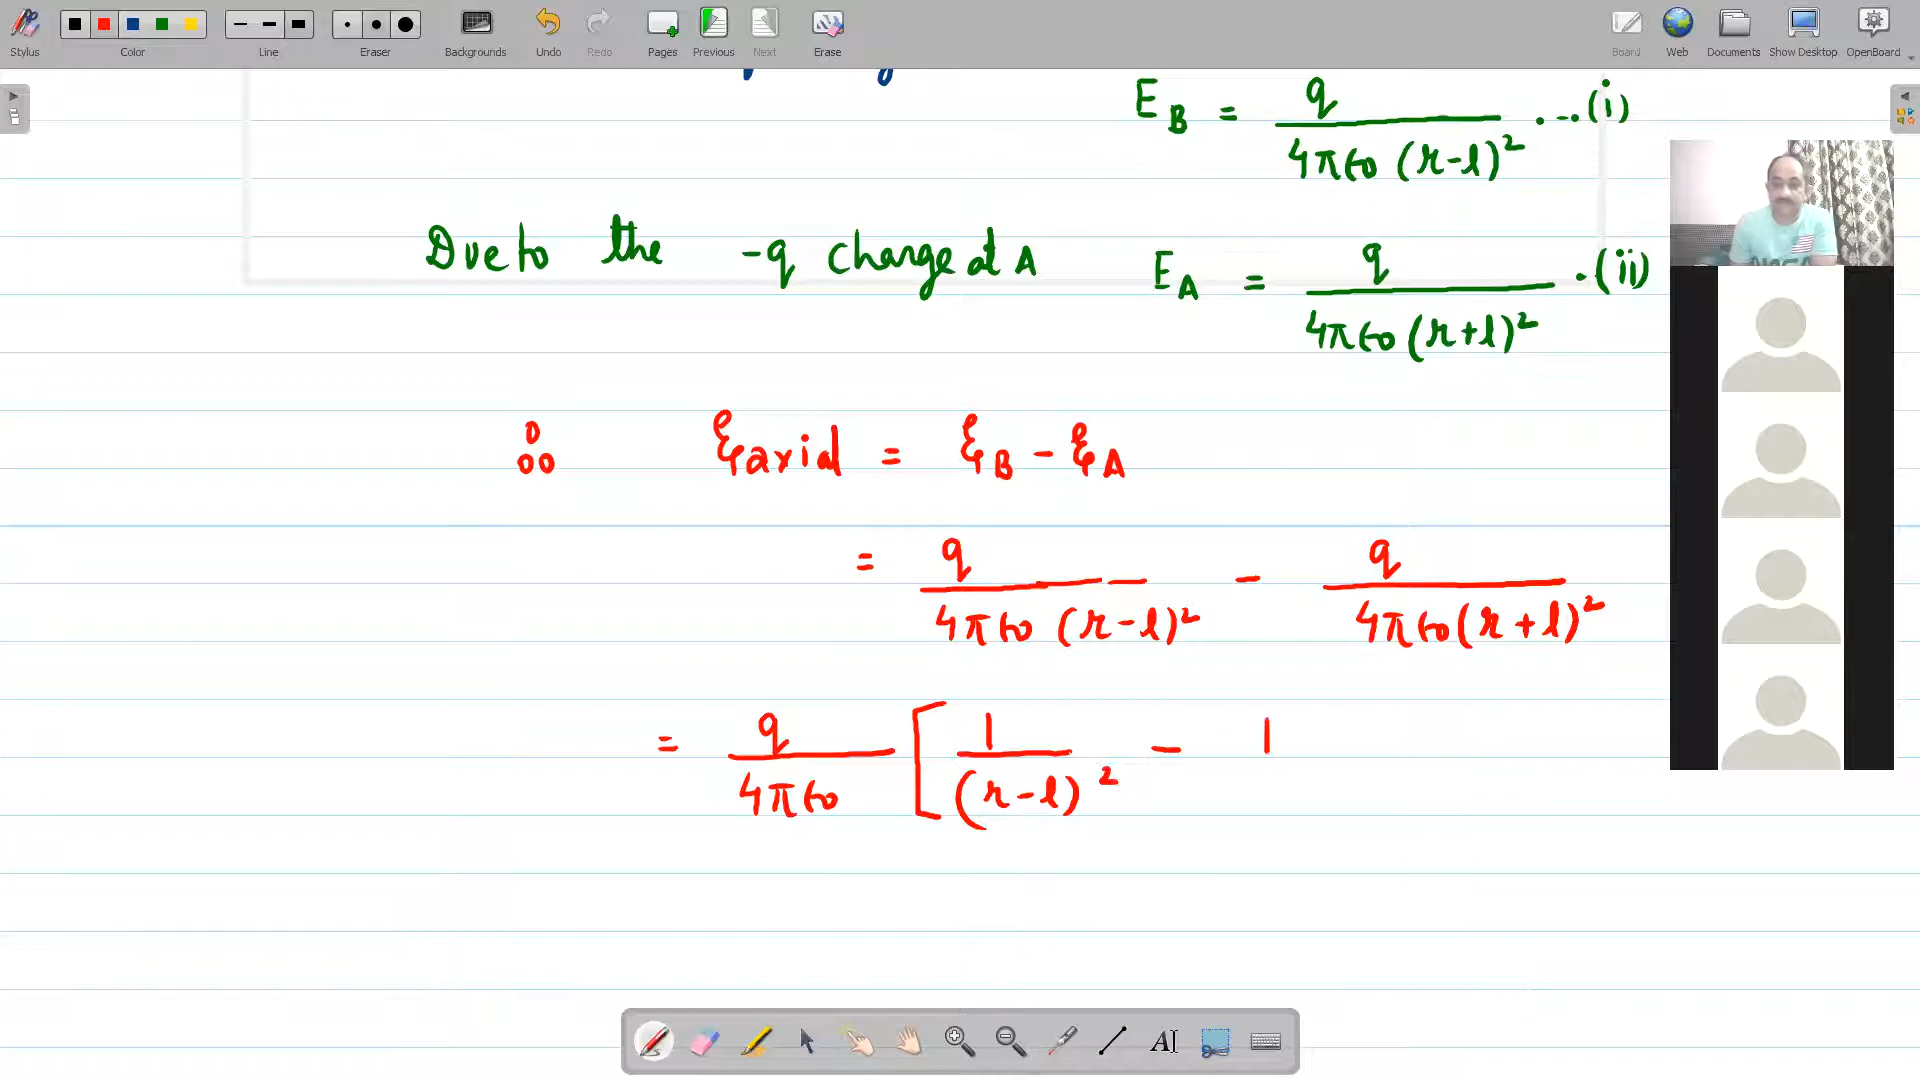 Stylus Color Line Eraser Backgrounds Undo Redo Pages Previous Next Erase Board Web Documents Show Desktop OpenBoard
E_B = q / 4πϵ0 (r-l)² ....(i)
Due to the -q charge at A E_A = q / 4πϵ0 (r+l)² .(ii)
∴ E_axial = E_B - E_A
= q / 4πϵ0 (r-l)² - q / 4πϵ0 (r+l)²
= q / 4πϵ0 [ 1 / (r-l)² - 1